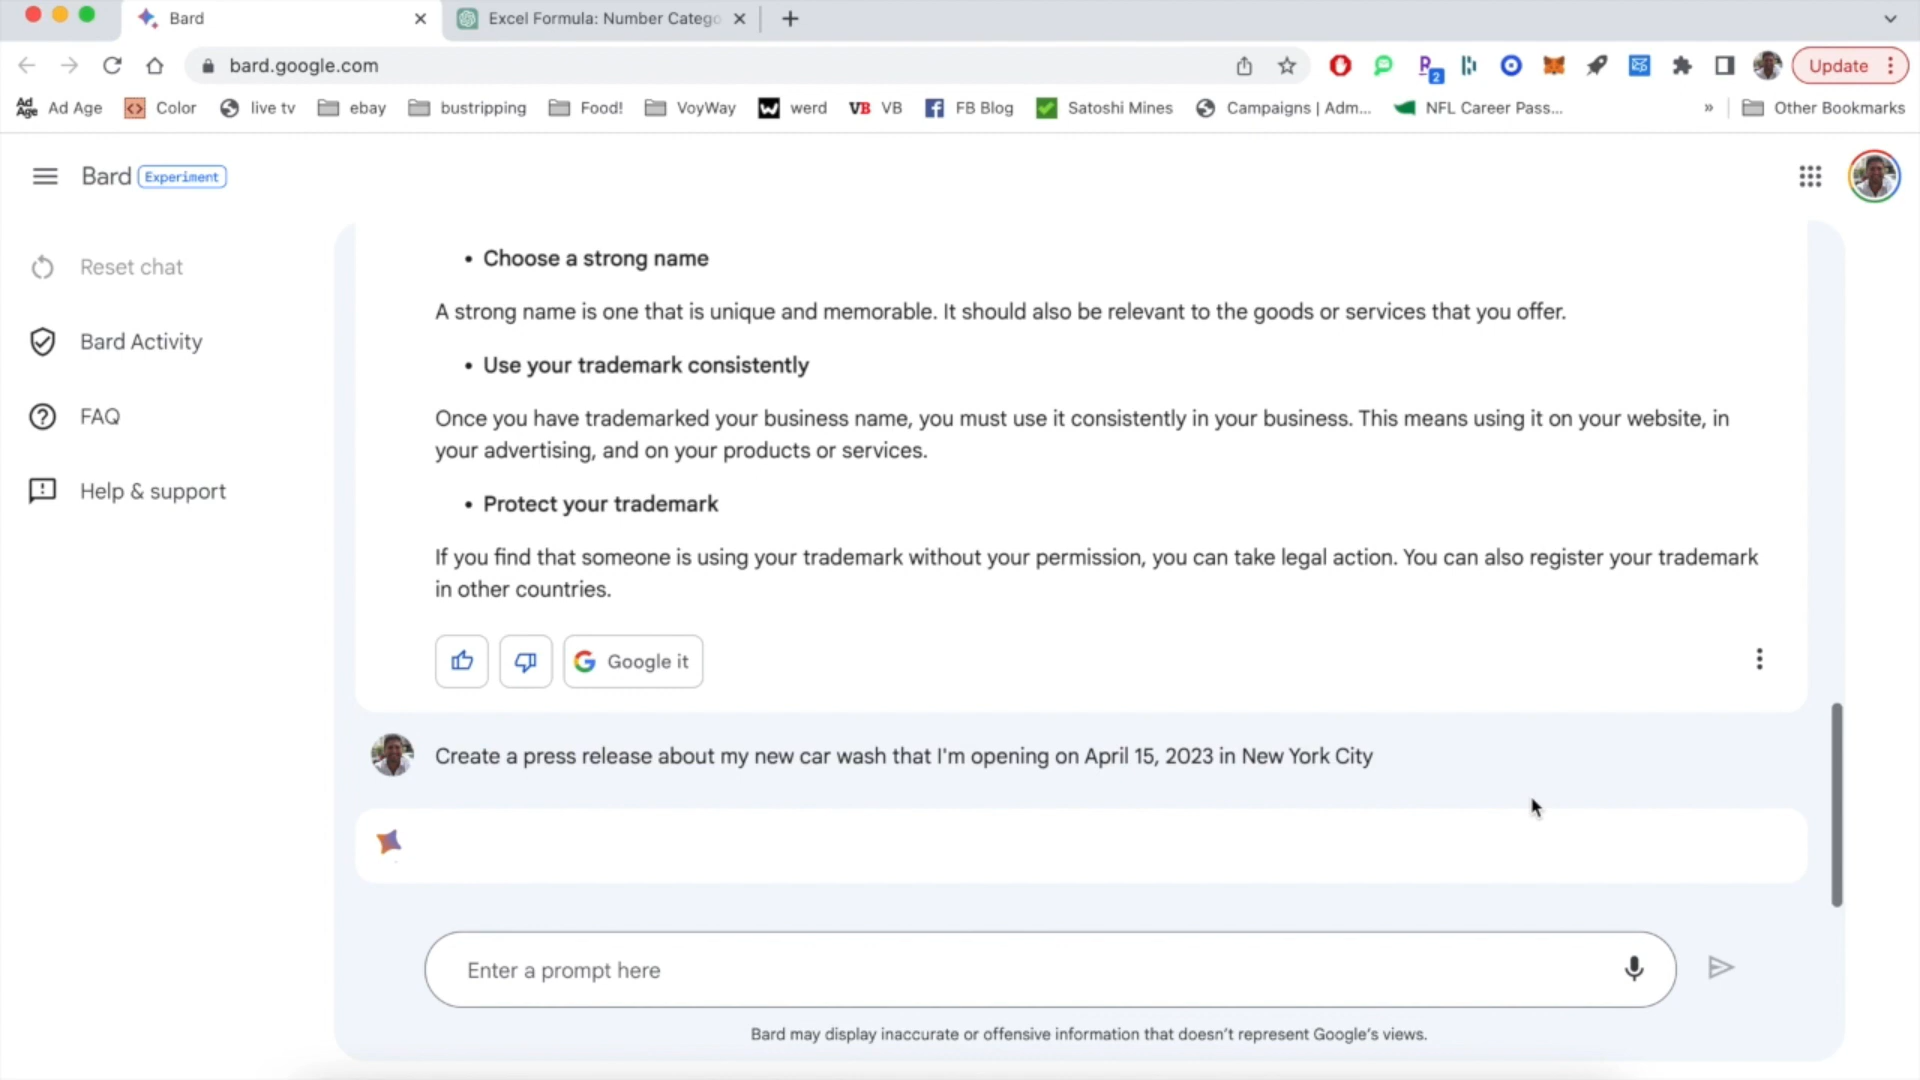 Bard
Excel Formula: Number Catego
bard.google.com
2
Update
Ad Age
Ad Age
Color
live tv
ebay
bustripping
Food!
VoyWay
W
werd
VB
VB
FB Blog
Satoshi Mines
Campaigns | Adm...
NFL Career Pass...
»
Other Bookmarks
Bard Experiment
Reset chat
Bard Activity
FAQ
Help & support
• Choose a strong name
A strong name is one that is unique and memorable. It should also be relevant to the goods or services that you offer.
• Use your trademark consistently
Once you have trademarked your business name, you must use it consistently in your business. This means using it on your website, in
your advertising, and on your products or services.
• Protect your trademark
If you find that someone is using your trademark without your permission, you can take legal action. You can also register your trademark
in other countries.
Google it
Create a press release about my new car wash that I'm opening on April 15, 2023 in New York City
Enter a prompt here
Bard may display inaccurate or offensive information that doesn't represent Google's views.